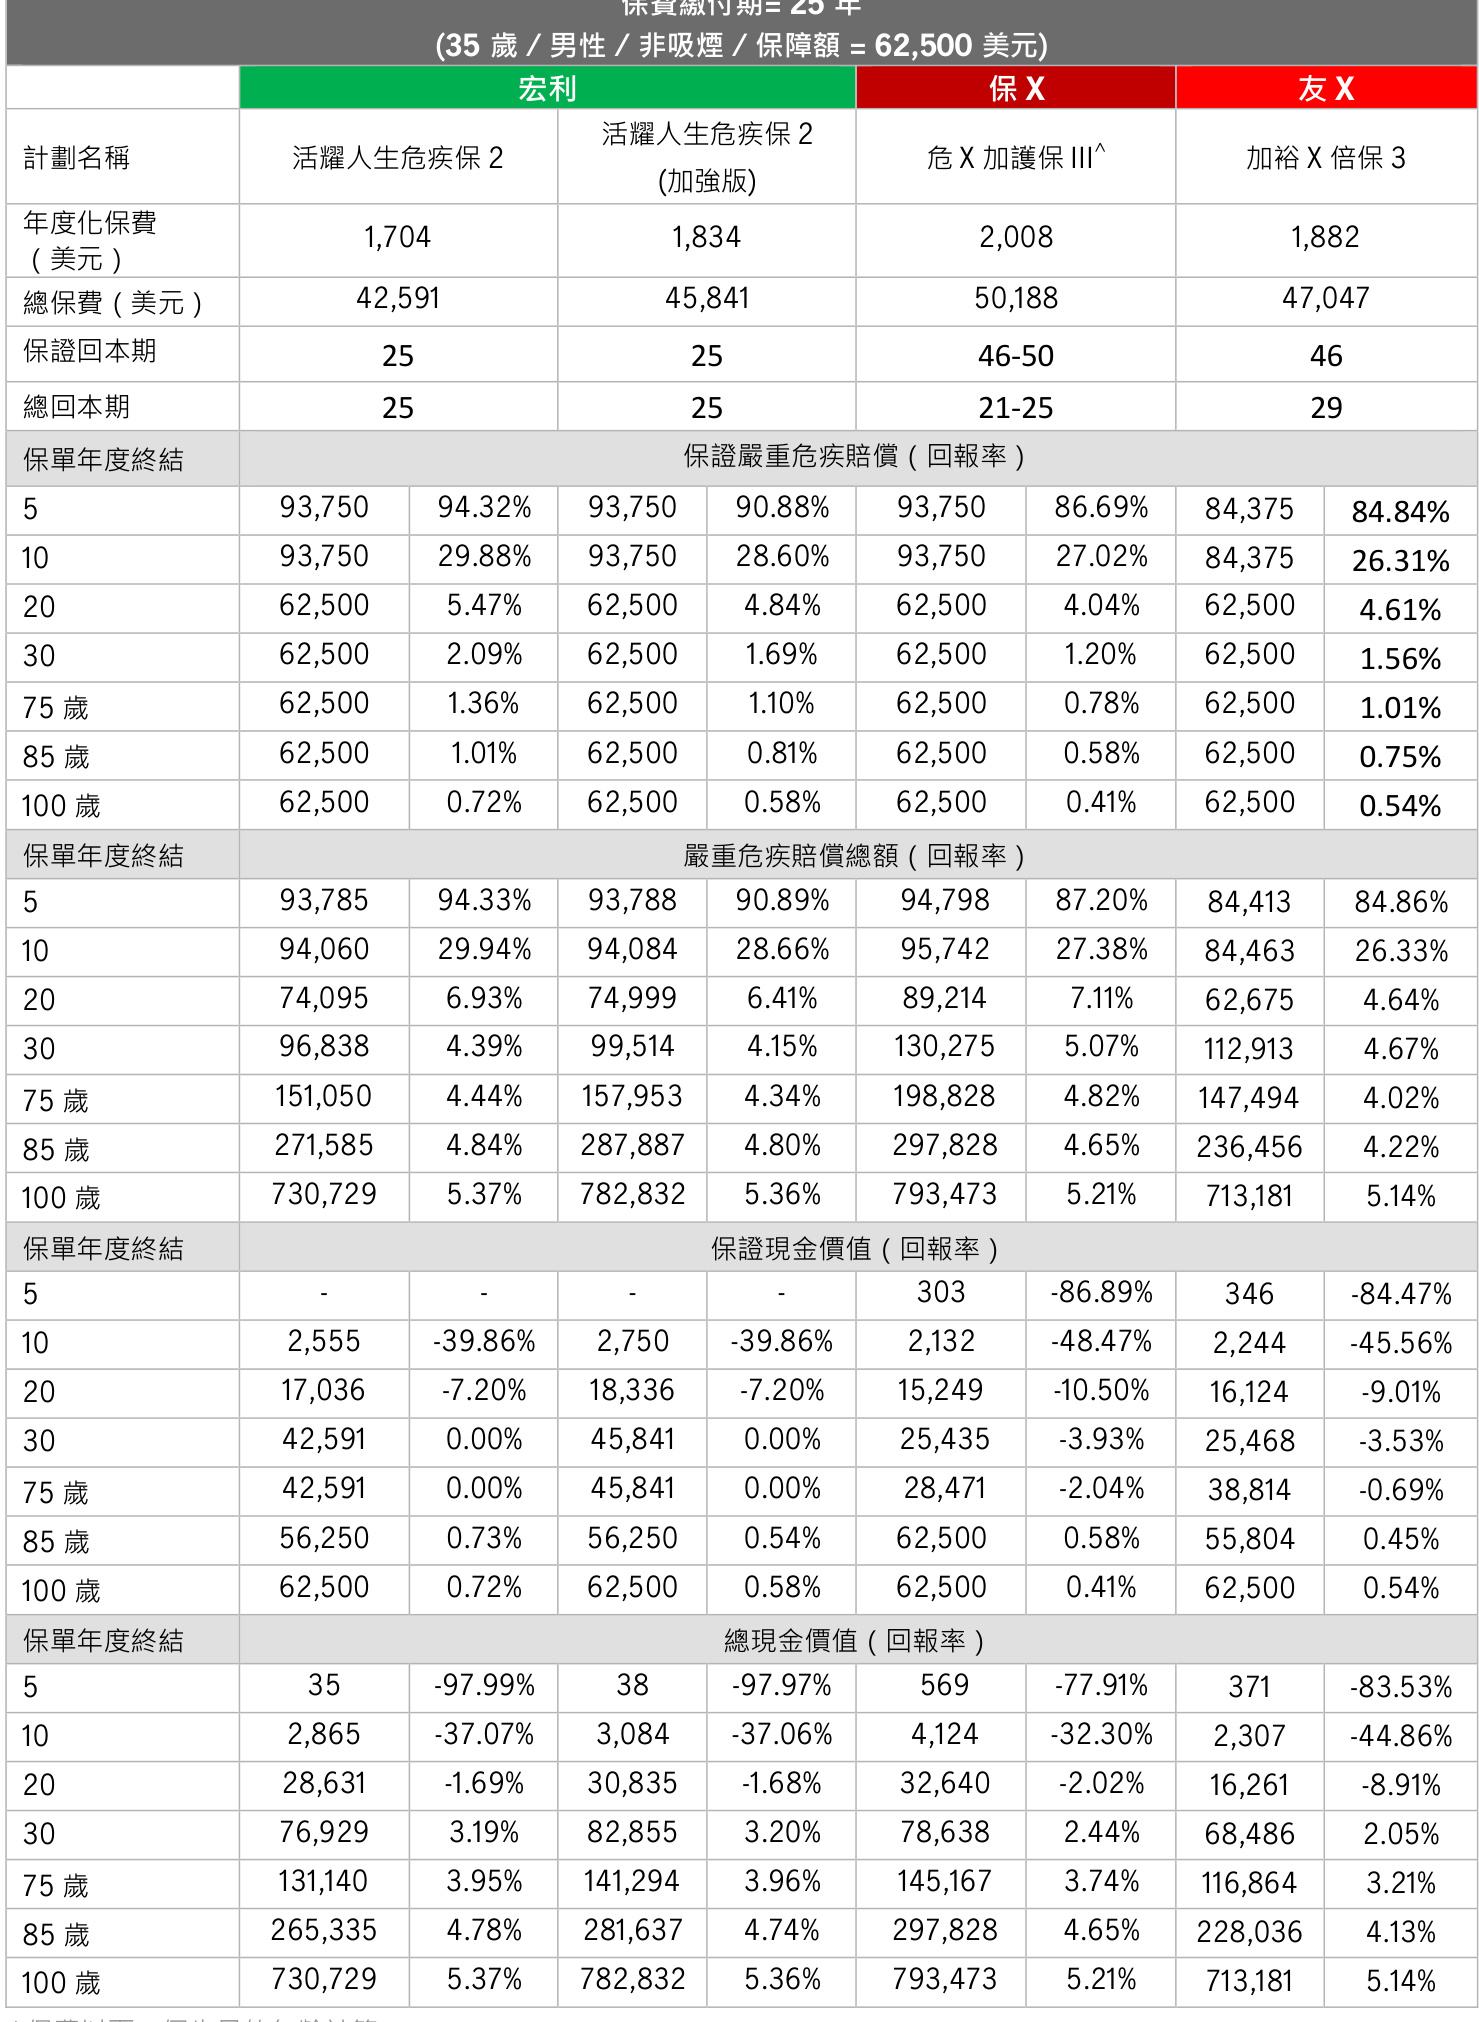 保費繳付期= 25 年
(35 歲 / 男性 / 非吸煙 / 保障額 = 62,500 美元)
宏利 保 X 友 X
計劃名稱 活耀人生危疾保 2 活耀人生危疾保 2 (加強版) 危 X 加護保 III^ 加裕 X 倍保 3
年度化保費 (美元) 1,704 1,834 2,008 1,882
總保費 (美元) 42,591 45,841 50,188 47,047
保證回本期 25 25 46-50 46
總回本期 25 25 21-25 29
保單年度終結 保證嚴重危疾賠償 (回報率)
5 93,750 94.32% 93,750 90.88% 93,750 86.69% 84,375 84.84%
10 93,750 29.88% 93,750 28.60% 93,750 27.02% 84,375 26.31%
20 62,500 5.47% 62,500 4.84% 62,500 4.04% 62,500 4.61%
30 62,500 2.09% 62,500 1.69% 62,500 1.20% 62,500 1.56%
75 歲 62,500 1.36% 62,500 1.10% 62,500 0.78% 62,500 1.01%
85 歲 62,500 1.01% 62,500 0.81% 62,500 0.58% 62,500 0.75%
100 歲 62,500 0.72% 62,500 0.58% 62,500 0.41% 62,500 0.54%
保單年度終結 嚴重危疾賠償總額 (回報率)
5 93,785 94.33% 93,788 90.89% 94,798 87.20% 84,413 84.86%
10 94,060 29.94% 94,084 28.66% 95,742 27.38% 84,463 26.33%
20 74,095 6.93% 74,999 6.41% 89,214 7.11% 62,675 4.64%
30 96,838 4.39% 99,514 4.15% 130,275 5.07% 112,913 4.67%
75 歲 151,050 4.44% 157,953 4.34% 198,828 4.82% 147,494 4.02%
85 歲 271,585 4.84% 287,887 4.80% 297,828 4.65% 236,456 4.22%
100 歲 730,729 5.37% 782,832 5.36% 793,473 5.21% 713,181 5.14%
保單年度終結 保證現金價值 (回報率)
5 - - - - 303 -86.89% 346 -84.47%
10 2,555 -39.86% 2,750 -39.86% 2,132 -48.47% 2,244 -45.56%
20 17,036 -7.20% 18,336 -7.20% 15,249 -10.50% 16,124 -9.01%
30 42,591 0.00% 45,841 0.00% 25,435 -3.93% 25,468 -3.53%
75 歲 42,591 0.00% 45,841 0.00% 28,471 -2.04% 38,814 -0.69%
85 歲 56,250 0.73% 56,250 0.54% 62,500 0.58% 55,804 0.45%
100 歲 62,500 0.72% 62,500 0.58% 62,500 0.41% 62,500 0.54%
保單年度終結 總現金價值 (回報率)
5 35 -97.99% 38 -97.97% 569 -77.91% 371 -83.53%
10 2,865 -37.07% 3,084 -37.06% 4,124 -32.30% 2,307 -44.86%
20 28,631 -1.69% 30,835 -1.68% 32,640 -2.02% 16,261 -8.91%
30 76,929 3.19% 82,855 3.20% 78,638 2.44% 68,486 2.05%
75 歲 131,140 3.95% 141,294 3.96% 145,167 3.74% 116,864 3.21%
85 歲 265,335 4.78% 281,637 4.74% 297,828 4.65% 228,036 4.13%
100 歲 730,729 5.37% 782,832 5.36% 793,473 5.21% 713,181 5.14%